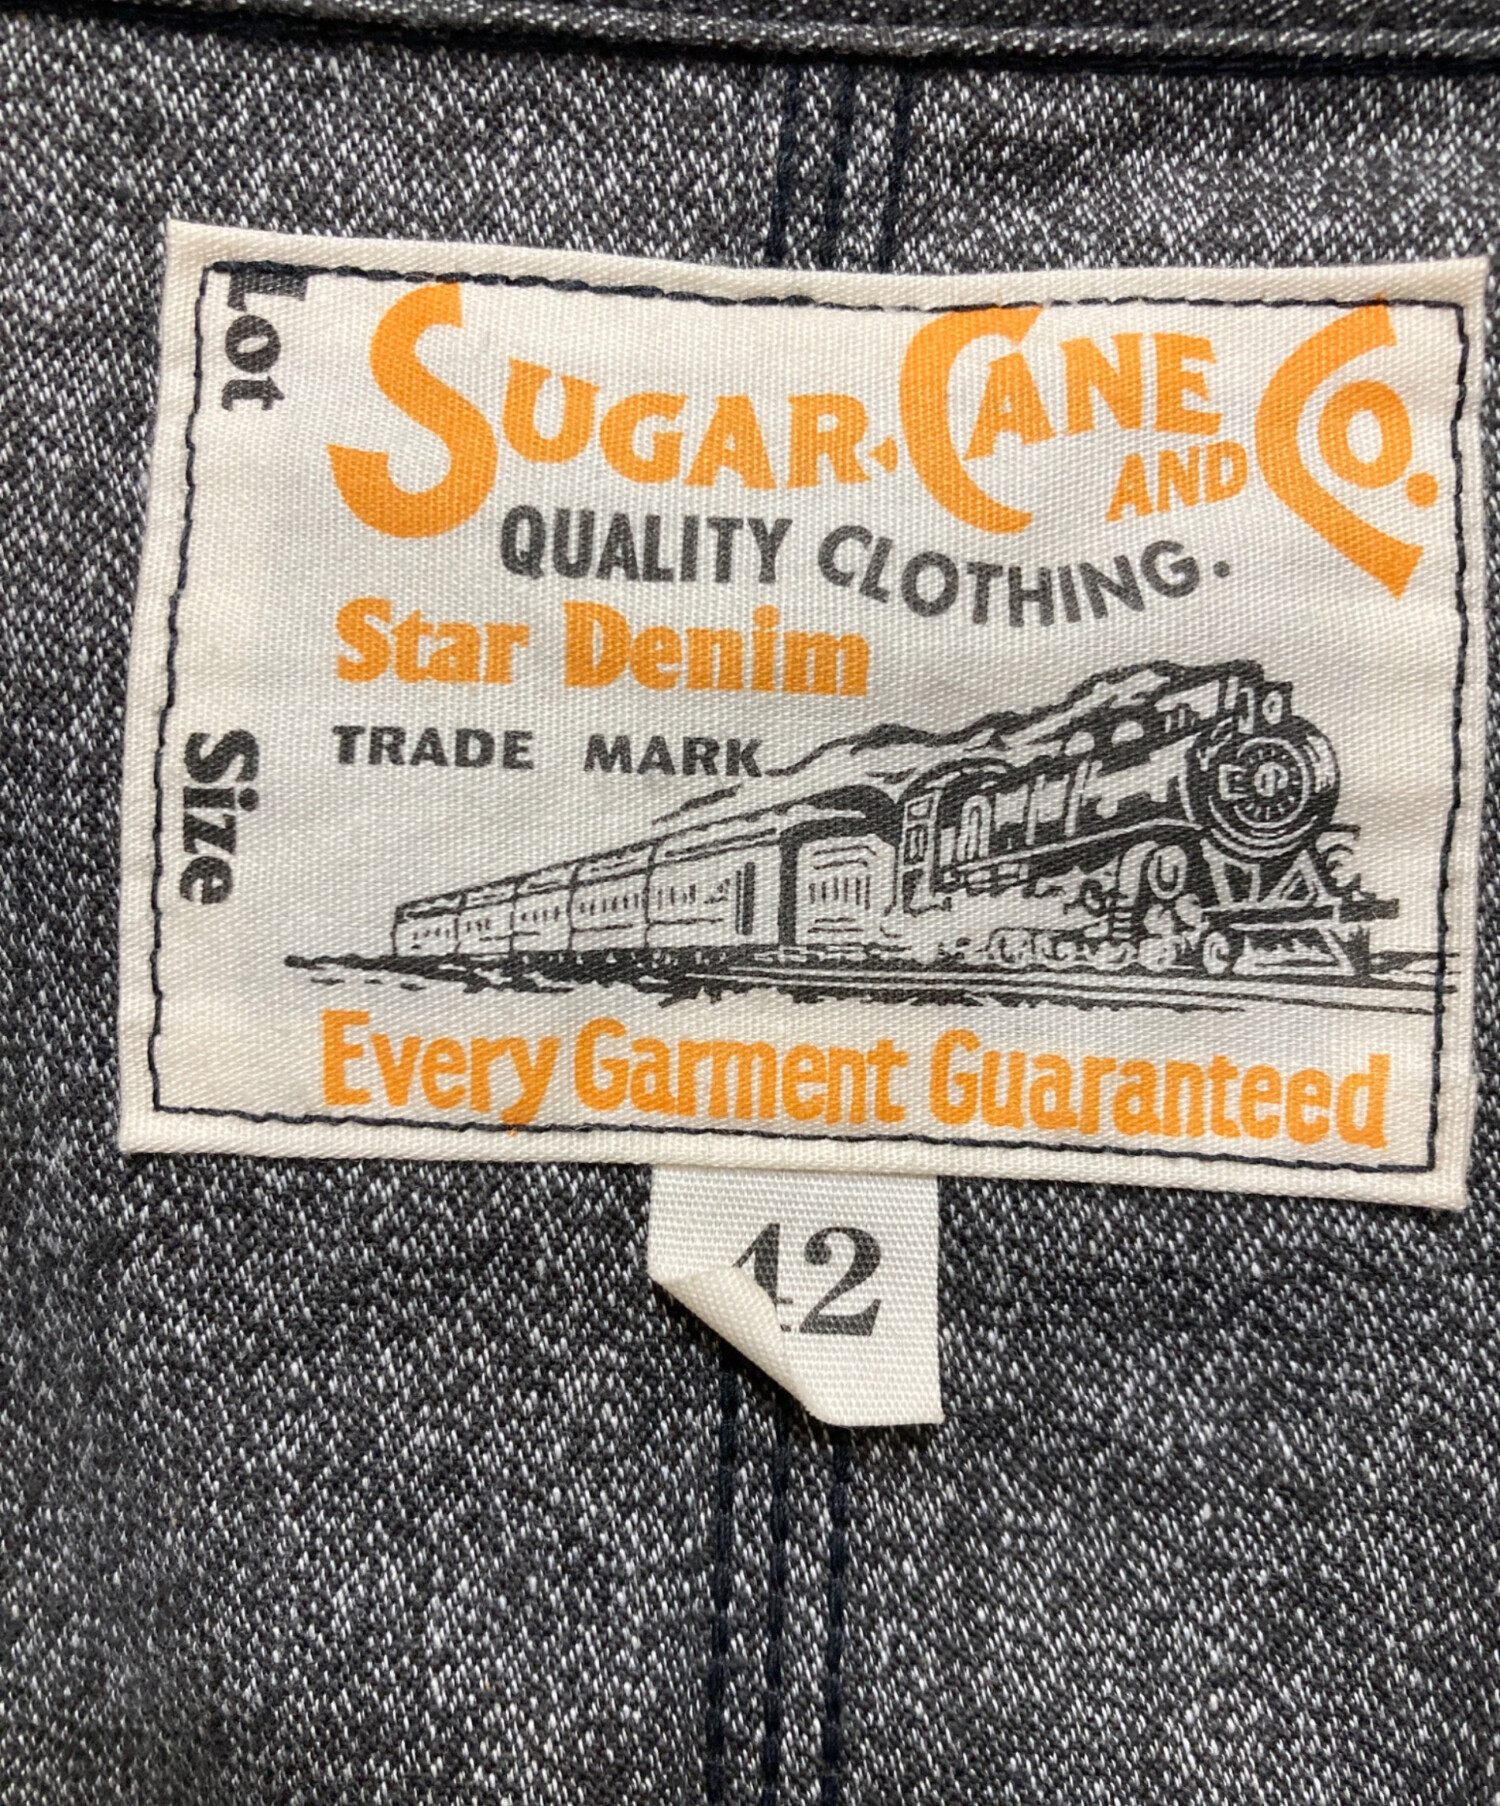 Lot
SUGAR-CANE AND CO.
QUALITY CLOTHING.
Star Denim
TRADE MARK
Size
Every Garment Guaranteed
42